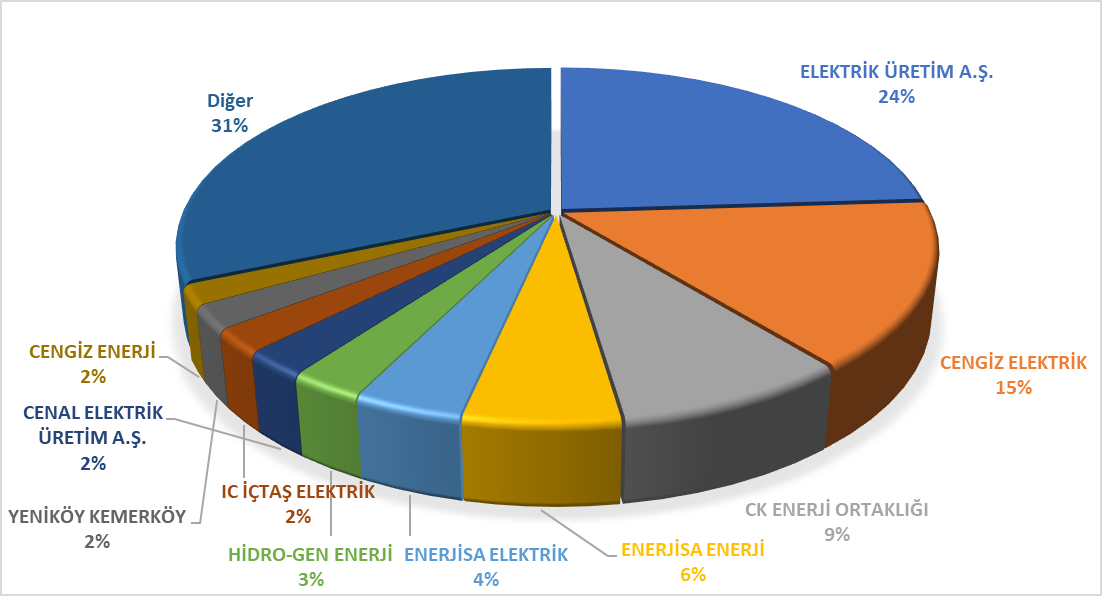 ELEKTRİK ÜRETİM A.Ş.
24%
CENGİZ ELEKTRİK
15%
CK ENERJİ ORTAKLIĞI
9%
ENERJİSA ENERJİ
6%
ENERJİSA ELEKTRİK
4%
HİDRO-GEN ENERJİ
3%
IC İÇTAŞ ELEKTRİK
2%
YENİKÖY KEMERKÖY
2%
CENAL ELEKTRİK
ÜRETİM A.Ş.
2%
CENGİZ ENERJİ
2%
Diğer
31%